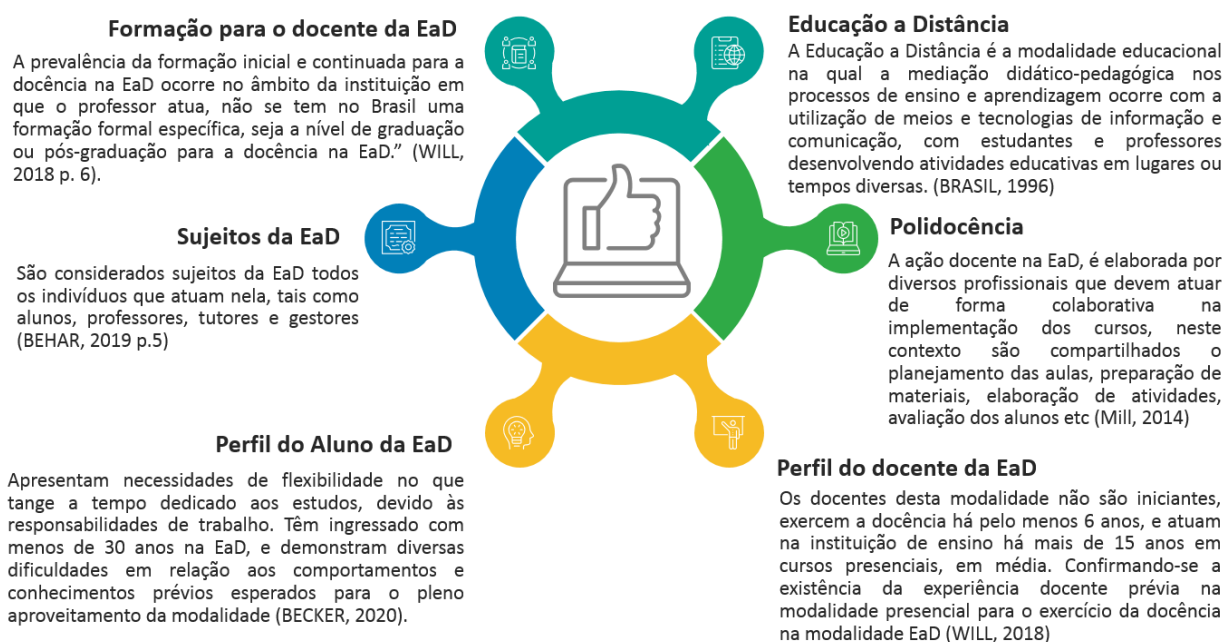 Formação para o docente da EaD
A prevalência da formação inicial e continuada para a
docência na EaD ocorre no âmbito da instituição em
que o professor atua, não se tem no Brasil uma
formação formal específica, seja a nível de graduação
ou pós-graduação para a docência na EaD.” (WILL,
2018 p. 6).
Sujeitos da EaD
São considerados sujeitos da EaD todos
os indivíduos que atuam nela, tais como
alunos, professores, tutores e gestores
(BEHAR, 2019 p.5)
Perfil do Aluno da EaD
Apresentam necessidades de flexibilidade no que
tange a tempo dedicado aos estudos, devido às
responsabilidades de trabalho. Têm ingressado com
menos de 30 anos na EaD, e demonstram diversas
dificuldades em relação aos comportamentos e
conhecimentos prévios esperados para o pleno
aproveitamento da modalidade (BECKER, 2020).
Educação a Distância
A Educação a Distância é a modalidade educacional
na qual a mediação didático-pedagógica nos
processos de ensino e aprendizagem ocorre com a
utilização de meios e tecnologias de informação e
comunicação, com estudantes e professores
desenvolvendo atividades educativas em lugares ou
tempos diversas. (BRASIL, 1996)
Polidocência
A ação docente na EaD, é elaborada por
diversos profissionais que devem atuar
de forma colaborativa na
implementação dos cursos, neste
contexto são compartilhados o
planejamento das aulas, preparação de
materiais, elaboração de atividades,
avaliação dos alunos etc (Mill, 2014)
Perfil do docente da EaD
Os docentes desta modalidade não são iniciantes,
exercem a docência há pelo menos 6 anos, e atuam
na instituição de ensino há mais de 15 anos em
cursos presenciais, em média. Confirmando-se a
existência da experiência docente prévia na
modalidade presencial para o exercício da docência
na modalidade EaD (WILL, 2018)